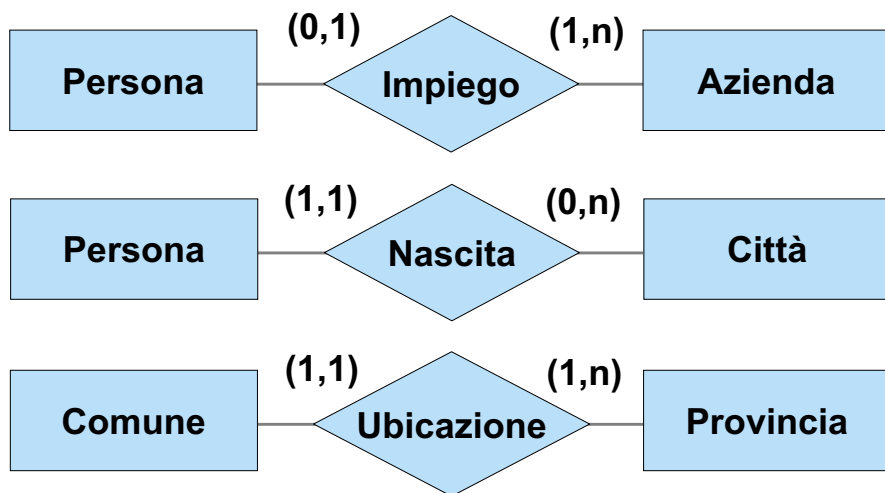 (0,1) (1,n)
Persona Impiego Azienda
(1,1) (0,n)
Persona Nascita Città
(1,1) (1,n)
Comune Ubicazione Provincia